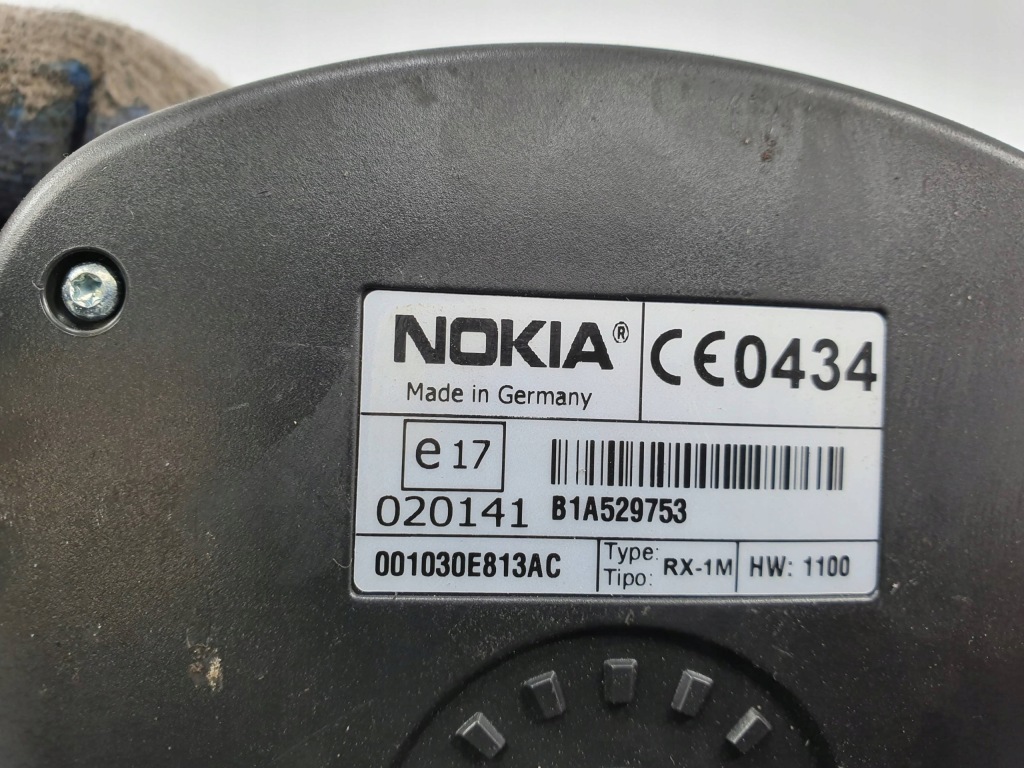 NOKIA®
CE0434
Made in Germany
e17
020141
B1A529753
001030E813AC
Type:
Tipo:
RX-1M
HW: 1100